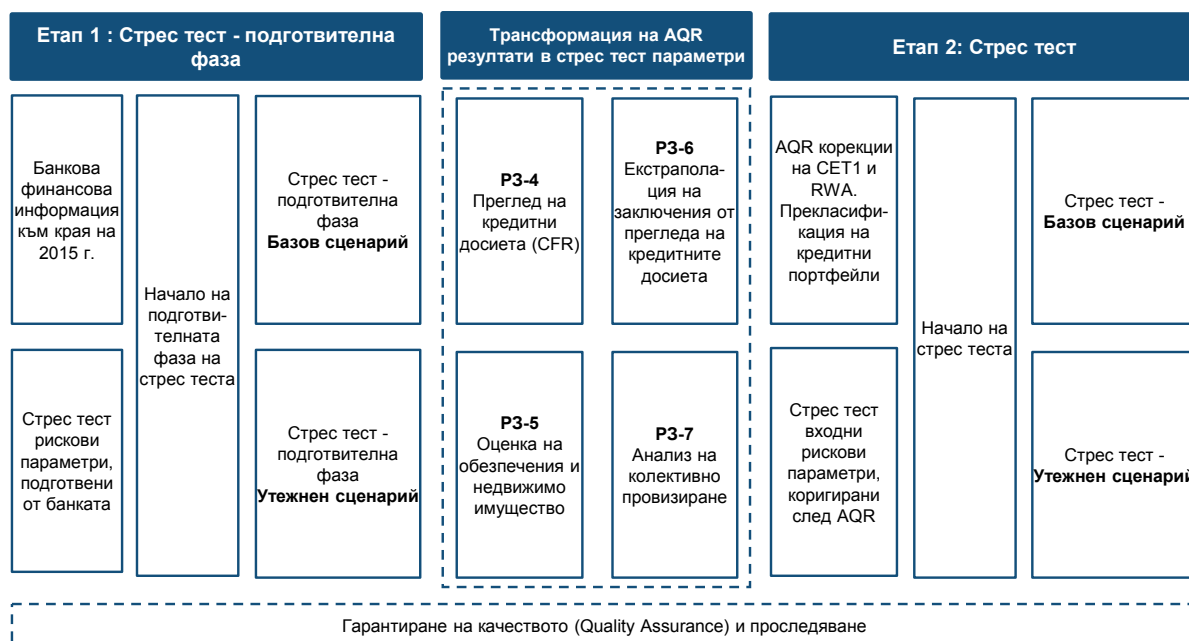 Етап 1 : Стрес тест - подготвителна
фаза
Банкова
финансова
информация
към края на
2015 г.
Стрес тест
рискови
параметри,
подготвени
от банката
Начало на
подготви-
телната
фаза на
стрес теста
Стрес тест -
подготвителна
фаза
Базов сценарий
Стрес тест -
подготвителна
фаза
Утежнен сценарий
Трансформация на AQR
резултати в стрес тест параметри
РЗ-4
Преглед на
кредитни
досиета (CFR)
РЗ-6
Екстраполa-
ция на
заключения от
прегледа на
кредитните
досиета
РЗ-5
Оценка на
обезпечения и
недвижимо
имущество
РЗ-7
Анализ на
колективно
провизиране
Етап 2: Стрес тест
AQR корекции
на CET1 и
RWA.
Прекласифи-
кация на
кредитни
портфейли
Стрес тест
входни
рискови
параметри,
коригирани
след AQR
Начало на
стрес теста
Стрес тест -
Базов сценарий
Стрес тест -
Утежнен сценарий
Гарантиране на качеството (Quality Assurance) и проследяване